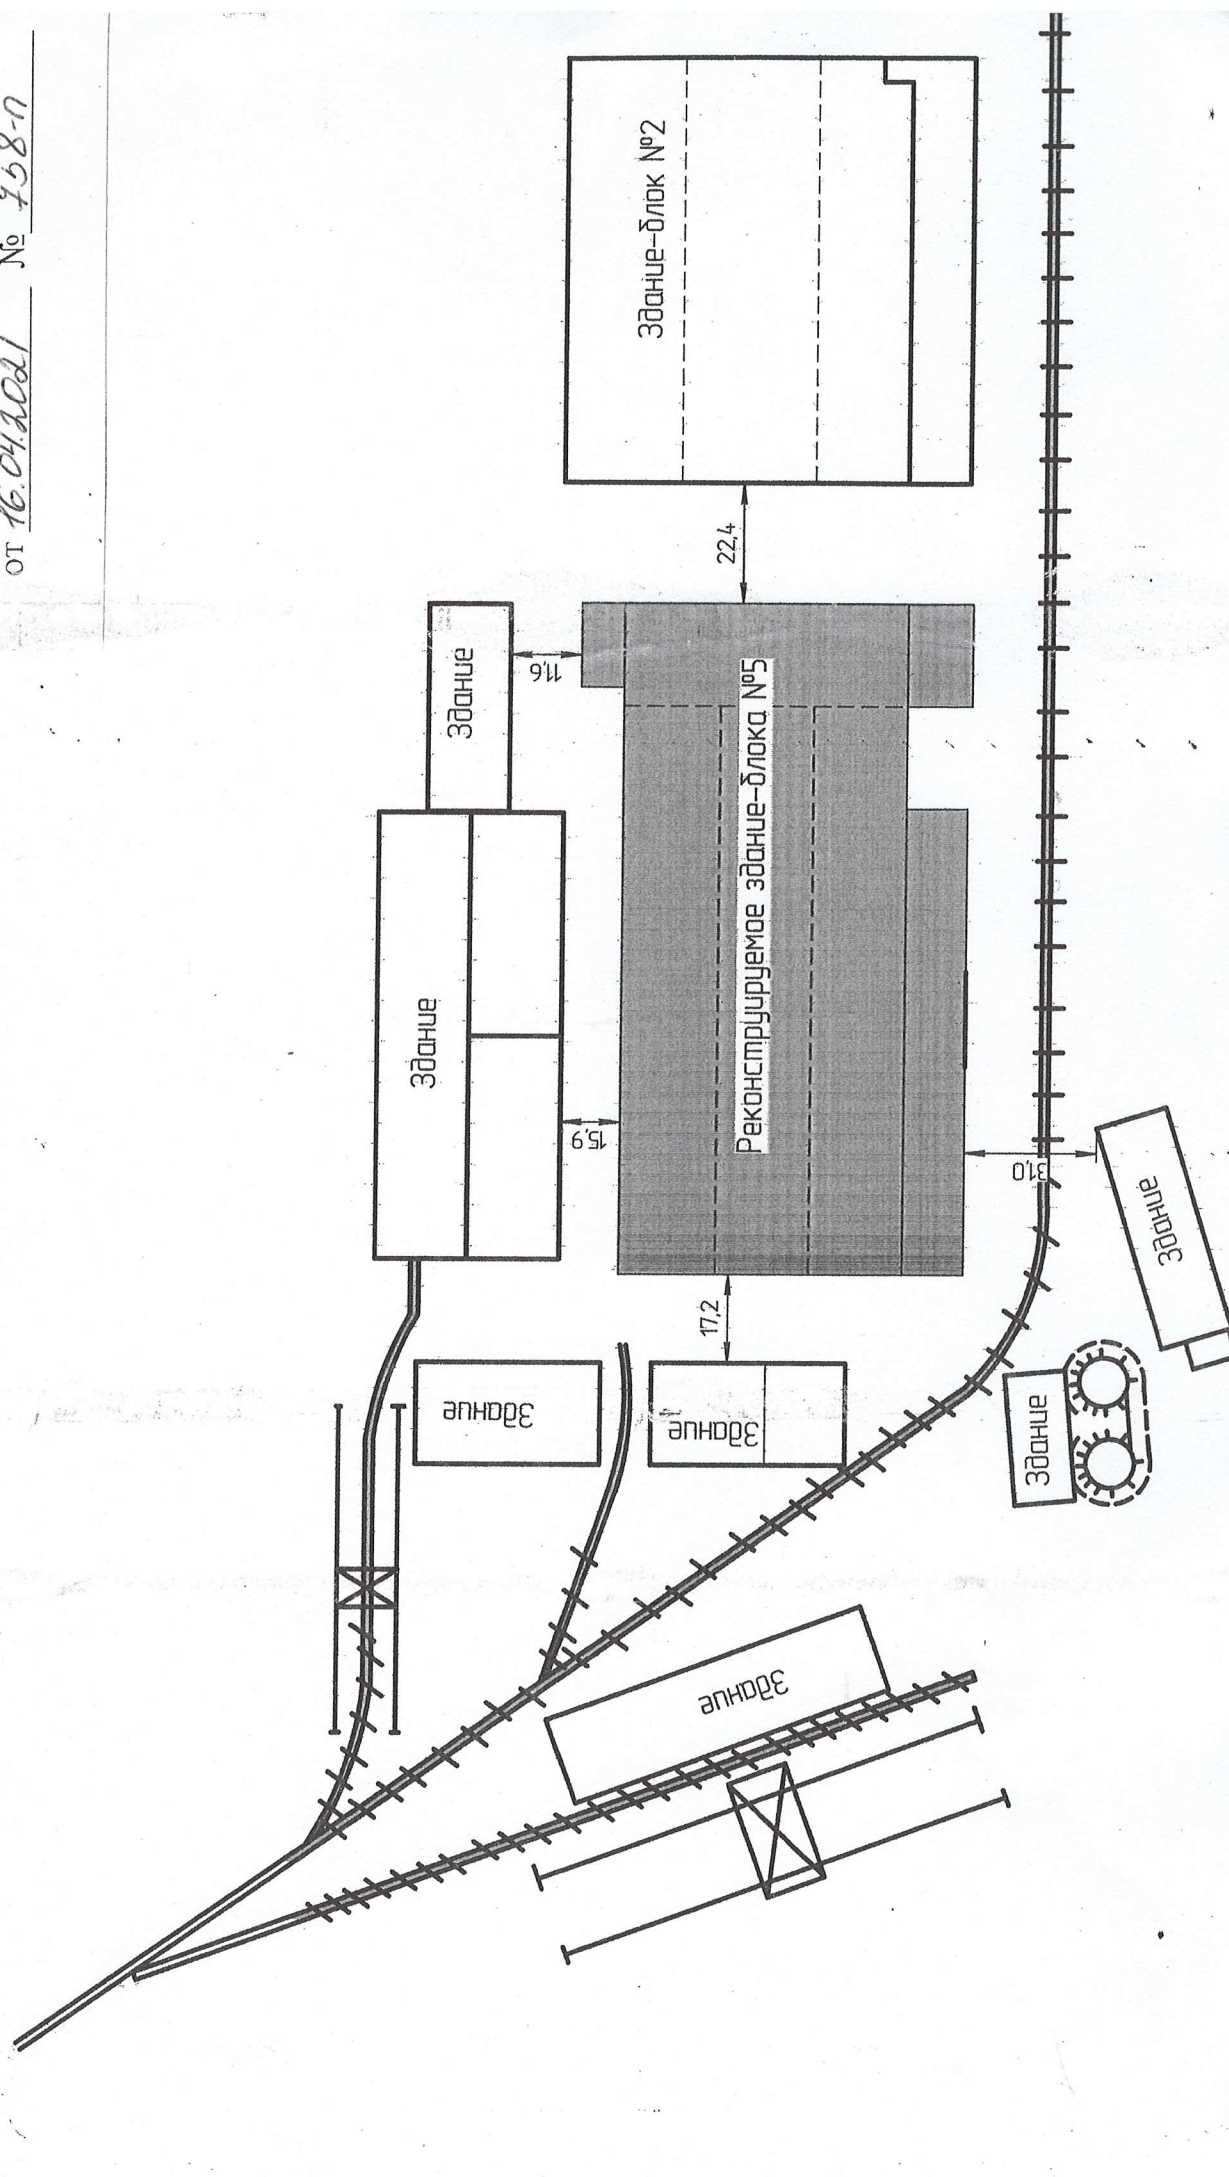 от 16.04.2021 № 758-п
Здание-блок №2
22,4
Здание
11,6
Реконструируемое здание-блока №5
Здание
15,9
31,0
17,2
Здание
Здание
Здание
Здание
Здание